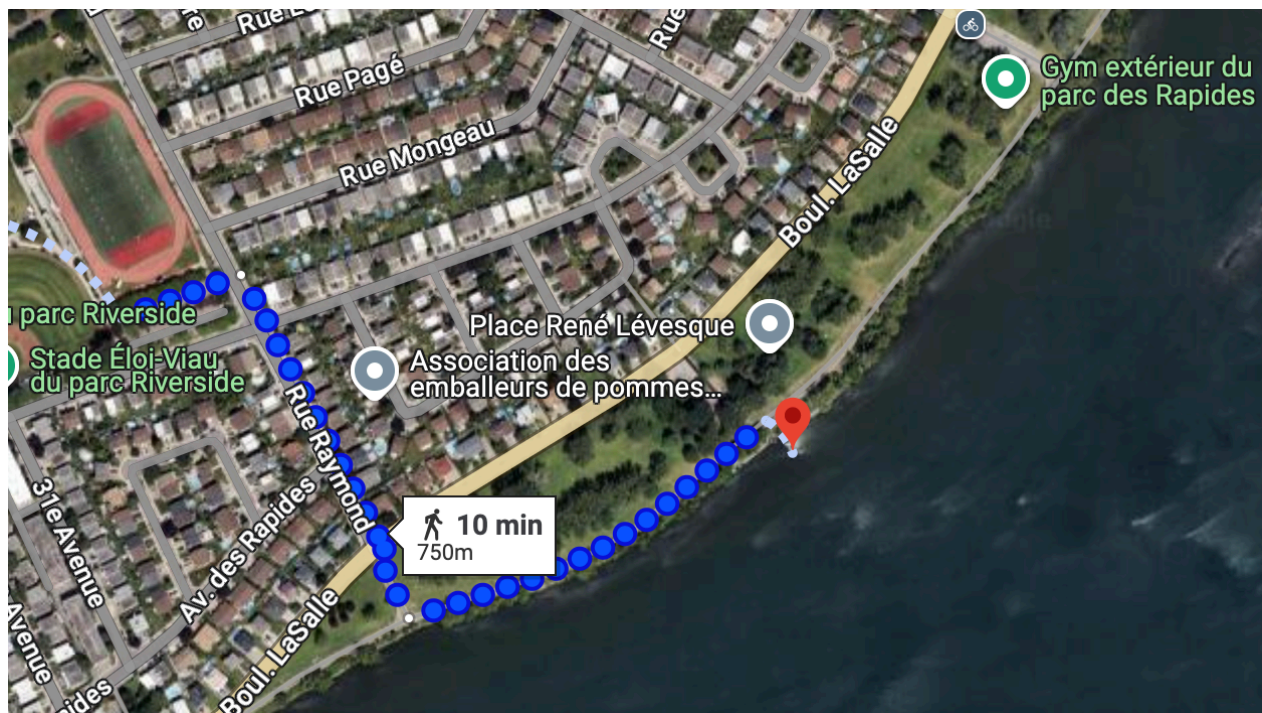 Rue Pagé
Rue Mongeau
Rue
Gym extérieur du
parc des Rapides
Boul. LaSalle
parc Riverside
Stade Éloi-Viau
du parc Riverside
Place René Lévesque
Association des
emballeurs de pommes...
Rue Raymond
10 min
750m
31e Avenue
Av. des Rapides
Boul. LaSalle
Avenue